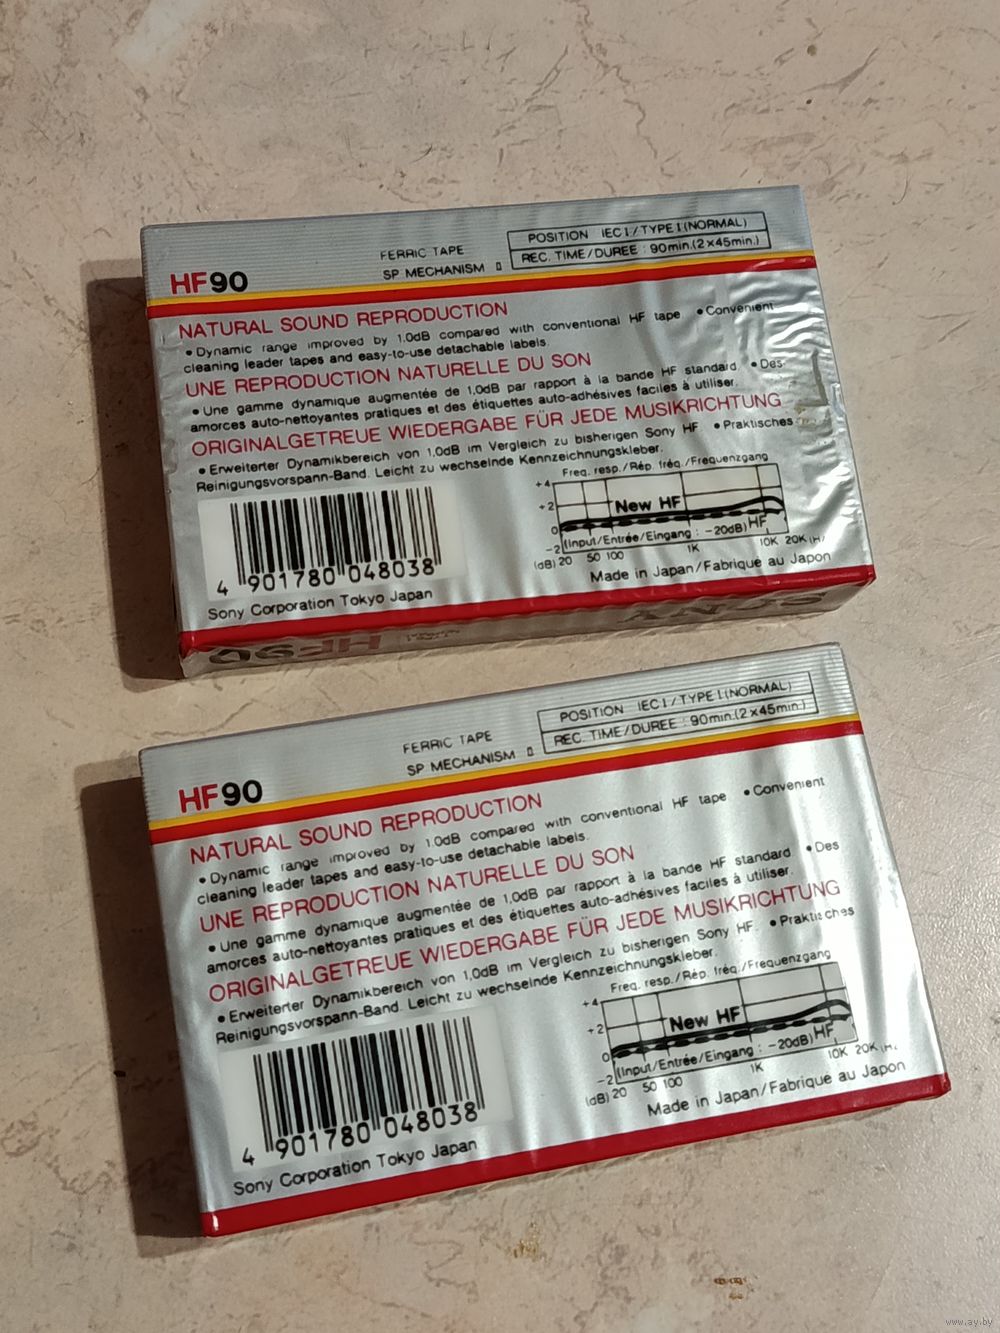 POSITION IEC I/TYPE I (NORMAL)
FERRIC TAPE
REC. TIME/DUREE : 90min.(2×45min.)
HF90
SP MECHANISM
NATURAL SOUND REPRODUCTION
• Dynamic range improved by 1.0dB compared with conventional HF tape • Convenient
cleaning leader tapes and easy-to-use detachable labels.
UNE REPRODUCTION NATURELLE DU SON
• Une gamme dynamique augmentée de 1,0dB par rapport à la bande HF standard. • Des
amorces auto-nettoyantes pratiques et des étiquettes auto-adhésives faciles à utiliser.
ORIGINALGETREUE WIEDERGABE FÜR JEDE MUSIKRICHTUNG
• Erweiterter Dynamikbereich von 1,0dB im Vergleich zu bisherigen Sony HF • Praktisches
Reinigungsvorspann-Band. Leicht zu wechselnde Kennzeichnungskleber.
Freq. resp./Rép. fréq./Frequenzgang
+4
+2
0
-2
(dB)
New HF
HF
(Input/Entrée/Eingang : -20dB)
20 50 100 1K 10K 20K (H
4 901780 048038
Made in Japan/Fabrique au Japon
Sony Corporation Tokyo Japan
SONY
HF90
POSITION IEC I/TYPE I (NORMAL)
FERRIC TAPE
REC. TIME/DUREE : 90min.(2×45min.)
HF90
SP MECHANISM
NATURAL SOUND REPRODUCTION
• Dynamic range improved by 1.0dB compared with conventional HF tape • Convenient
cleaning leader tapes and easy-to-use detachable labels.
UNE REPRODUCTION NATURELLE DU SON
• Une gamme dynamique augmentée de 1,0dB par rapport à la bande HF standard. • Des
amorces auto-nettoyantes pratiques et des étiquettes auto-adhésives faciles à utiliser.
ORIGINALGETREUE WIEDERGABE FÜR JEDE MUSIKRICHTUNG
• Erweiterter Dynamikbereich von 1,0dB im Vergleich zu bisherigen Sony HF. • Praktisches
Reinigungsvorspann-Band. Leicht zu wechselnde Kennzeichnungskleber.
Freq. resp./Rép. fréq./Frequenzgang
+4
+2
0
-2
(dB)
New HF
HF
(Input/Entrée/Eingang : -20dB)
20 50 100 1K 10K 20K (H
4 901780 048038
Made in Japan/Fabrique au Japon
Sony Corporation Tokyo Japan
www.ay.by